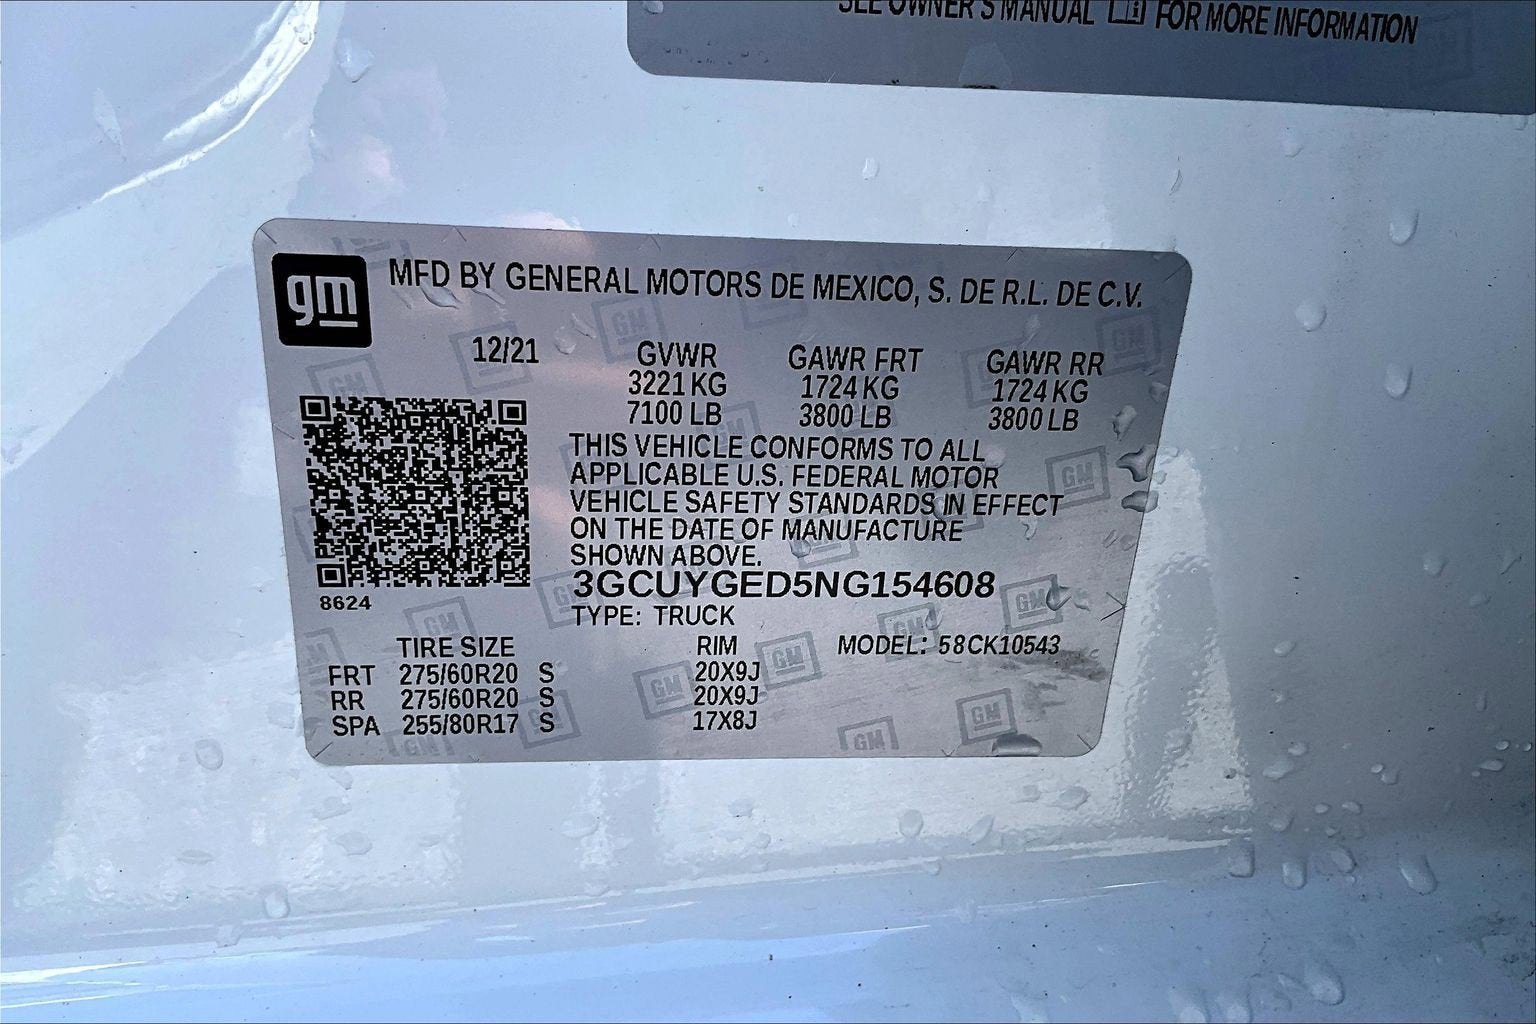 SEE OWNER'S MANUAL FOR MORE INFORMATION
gm
MFD BY GENERAL MOTORS DE MEXICO, S. DE R.L. DE C.V.
12/21 GVWR GAWR FRT GAWR RR
3221 KG 1724 KG 1724 KG
7100 LB 3800 LB 3800 LB
THIS VEHICLE CONFORMS TO ALL
APPLICABLE U.S. FEDERAL MOTOR
VEHICLE SAFETY STANDARDS IN EFFECT
ON THE DATE OF MANUFACTURE
SHOWN ABOVE.
3GCUYGED5NG154608
8624
TYPE: TRUCK
TIRE SIZE RIM MODEL: 58CK10543
FRT 275/60R20 S 20X9J
RR 275/60R20 S 20X9J
SPA 255/80R17 S 17X8J